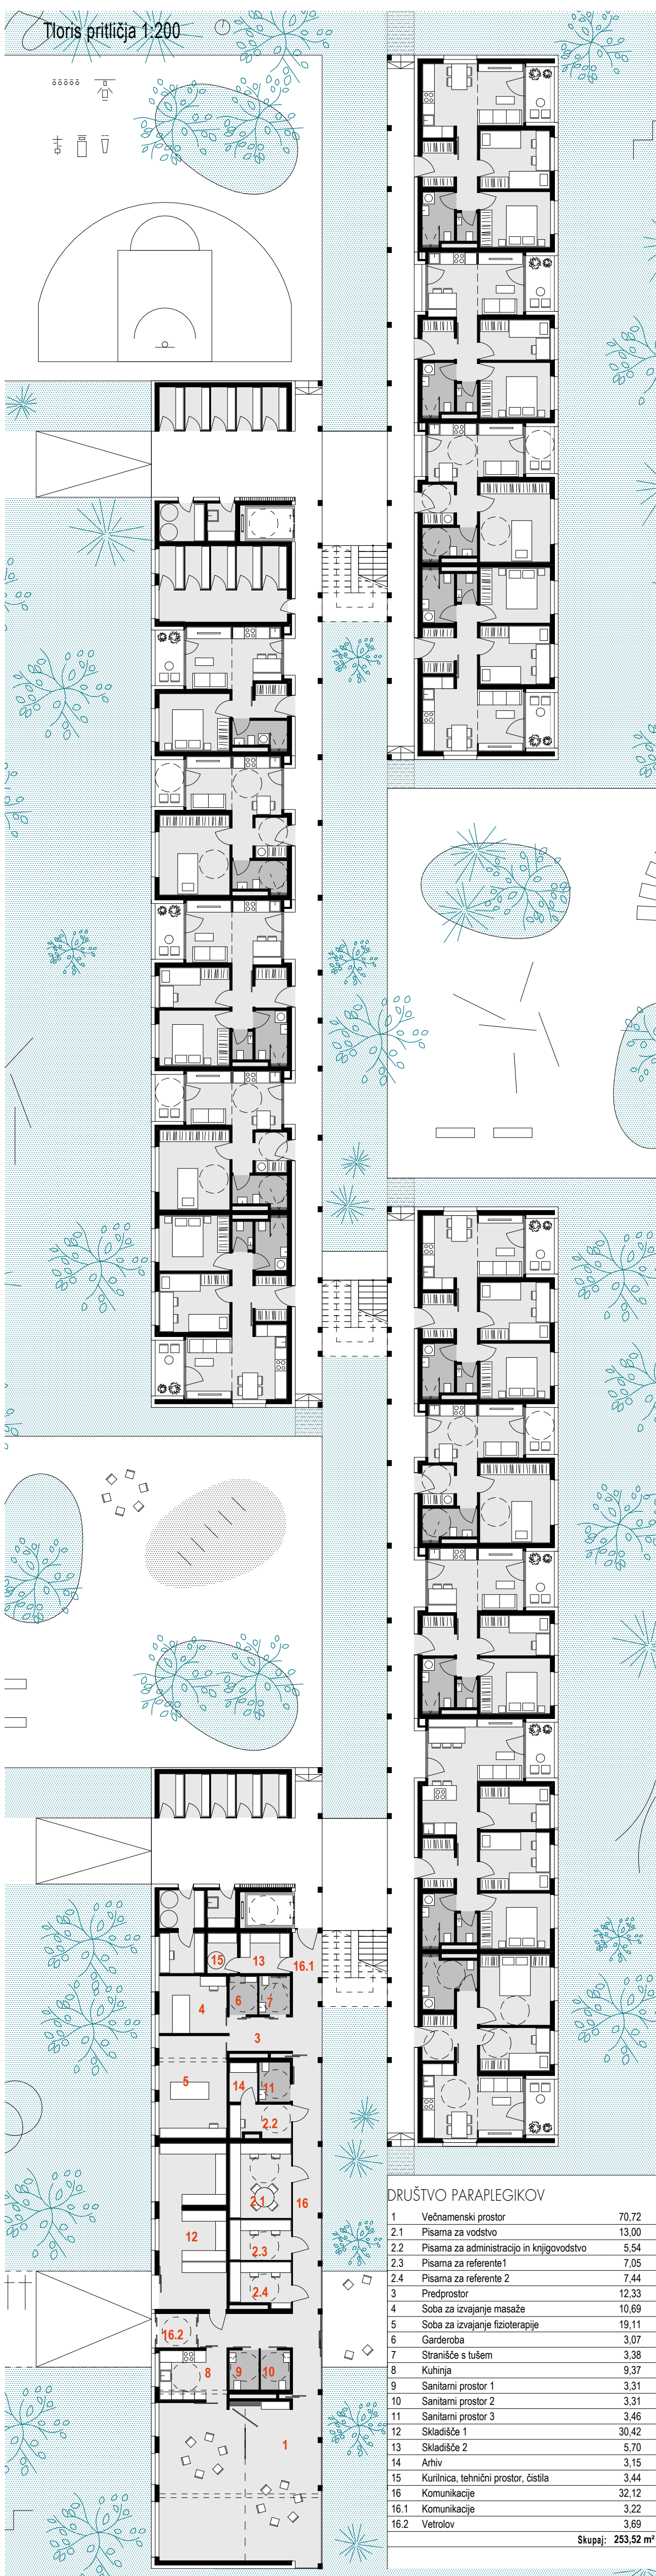 Tloris pritličja 1:200
15
13
16.1
6
7
4
3
5
14
11
2.2
2.1
16
12
2.3
2.4
16.2
8
9
10
1
DRUŠTVO PARAPLEGIKOV
1 Večnamenski prostor 70,72
2.1 Pisarna za vodstvo 13,00
2.2 Pisarna za administracijo in knjigovodstvo 5,54
2.3 Pisarna za referente1 7,05
2.4 Pisarna za referente 2 7,44
3 Predprostor 12,33
4 Soba za izvajanje masaže 10,69
5 Soba za izvajanje fizioterapije 19,11
6 Garderoba 3,07
7 Stranišče s tušem 3,38
8 Kuhinja 9,37
9 Sanitarni prostor 1 3,31
10 Sanitarni prostor 2 3,31
11 Sanitarni prostor 3 3,46
12 Skladišče 1 30,42
13 Skladišče 2 5,70
14 Arhiv 3,15
15 Kurilnica, tehnični prostor, čistila 3,44
16 Komunikacije 32,12
16.1 Komunikacije 3,22
16.2 Vetrolov 3,69
Skupaj: 253,52 m²